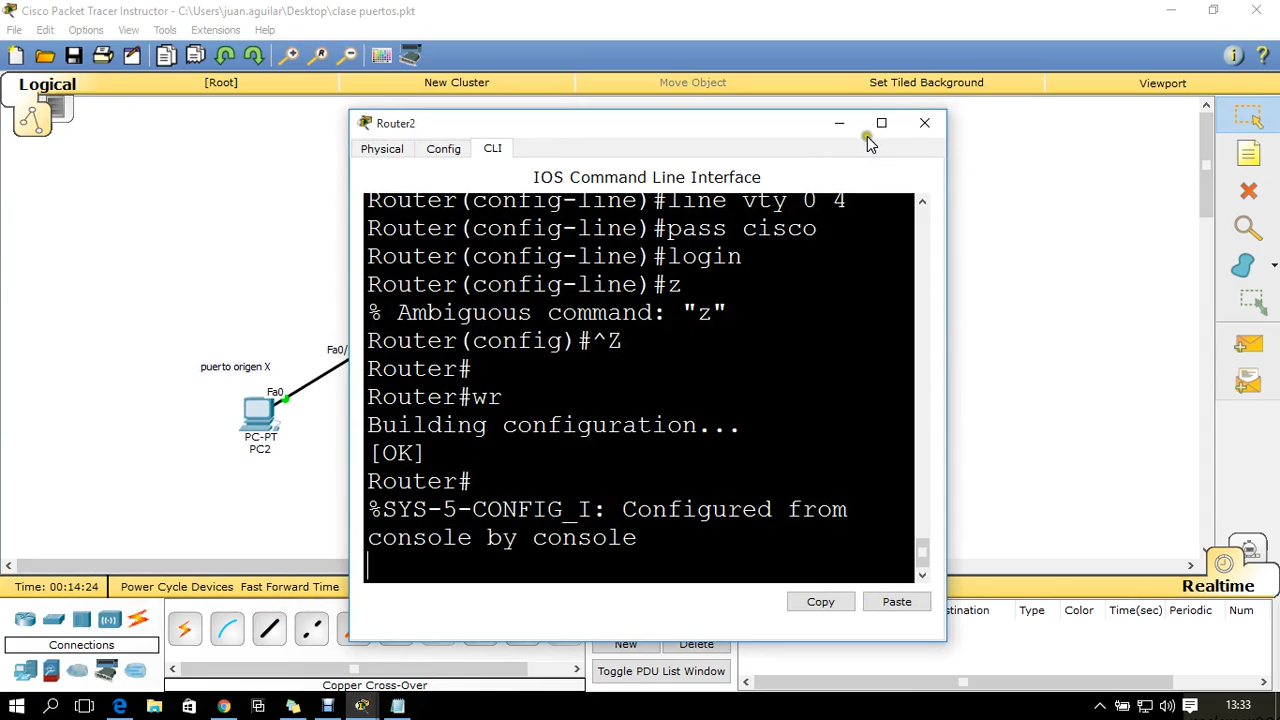 Cisco Packet Tracer Instructor - C:\Users\juan.aguilar\Desktop\clase puertos.pkt
File Edit Options View Tools Extensions Help
Logical [Root] New Cluster Move Object Set Tiled Background Viewport
Router2
Physical Config CLI
IOS Command Line Interface
Router(config-line)#line vty 0 4
Router(config-line)#pass cisco
Router(config-line)#login
Router(config-line)#z
% Ambiguous command: "z"
Router(config)#^Z
Router#
Router#wr
Building configuration...
[OK]
Router#
%SYS-5-CONFIG_I: Configured from
console by console
Copy Paste
Fa0/
puerto origen X
Fa0
PC-PT
PC2
Time: 00:14:24 Power Cycle Devices Fast Forward Time Realtime
Connections
Copper Cross-Over
New Delete
Toggle PDU List Window
stination Type Color Time(sec) Periodic Num
13:33